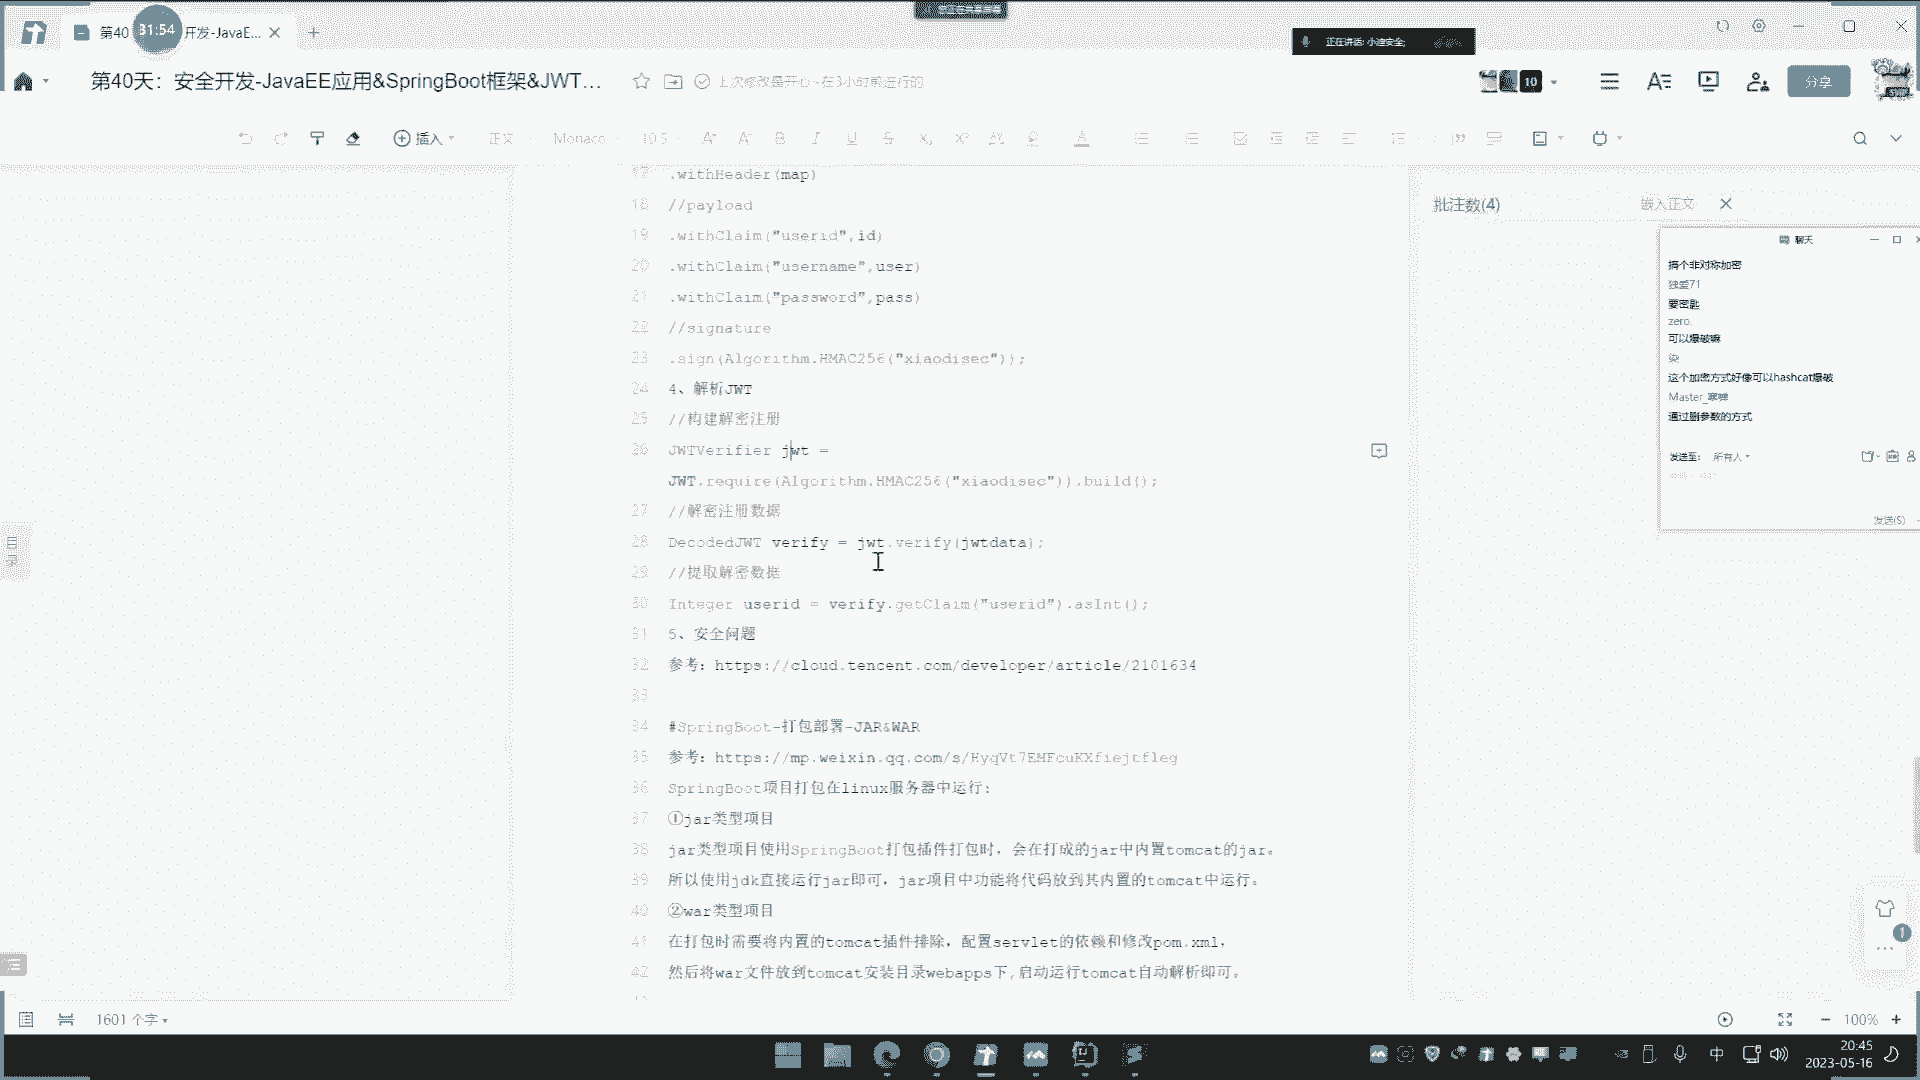 第40
31:54
开发-JavaE...
正在讲话: 小迪安全;
第40天：安全开发-JavaEE应用&SpringBoot框架&JWT...
上次修改是开心~在3小时前进行的
10
分享
插入
正文
Monaco
10.5
17 .withHeader(map)
18 //payload
19 .withClaim("userid",id)
20 .withClaim("username",user)
21 .withClaim("password",pass)
22 //signature
23 .sign(Algorithm.HMAC256("xiaodisec"));
24 4、解析JWT
25 //构建解密注册
26 JWTVerifier jwt =
JWT.require(Algorithm.HMAC256("xiaodisec")).build();
27 //解密注册数据
28 DecodedJWT verify = jwt.verify(jwtdata);
29 //提取解密数据
30 Integer userid = verify.getClaim("userid").asInt();
31 5、安全问题
32 参考：https://cloud.tencent.com/developer/article/2101634
33
34 #SpringBoot-打包部署-JAR&WAR
35 参考：https://mp.weixin.qq.com/s/HyqVt7EMFcuKXfiejtfleg
36 SpringBoot项目打包在linux服务器中运行:
37 ①jar类型项目
38 jar类型项目使用SpringBoot打包插件打包时，会在打成的jar中内置tomcat的jar。
39 所以使用jdk直接运行jar即可，jar项目中功能将代码放到其内置的tomcat中运行。
40 ②war类型项目
41 在打包时需要将内置的tomcat插件排除，配置servlet的依赖和修改pom.xml，
42 然后将war文件放到tomcat安装目录webapps下,启动运行tomcat自动解析即可。
批注数(4)
嵌入正文
聊天
搞个非对称加密
独爱71
要密匙
zero.
可以爆破嘛
染
这个加密方式好像可以hashcat爆破
Master_寒禅
通过删参数的方式
发送至: 所有人
发送(S)
目录
1
1601 个字
100%
中
20:45
2023-05-16